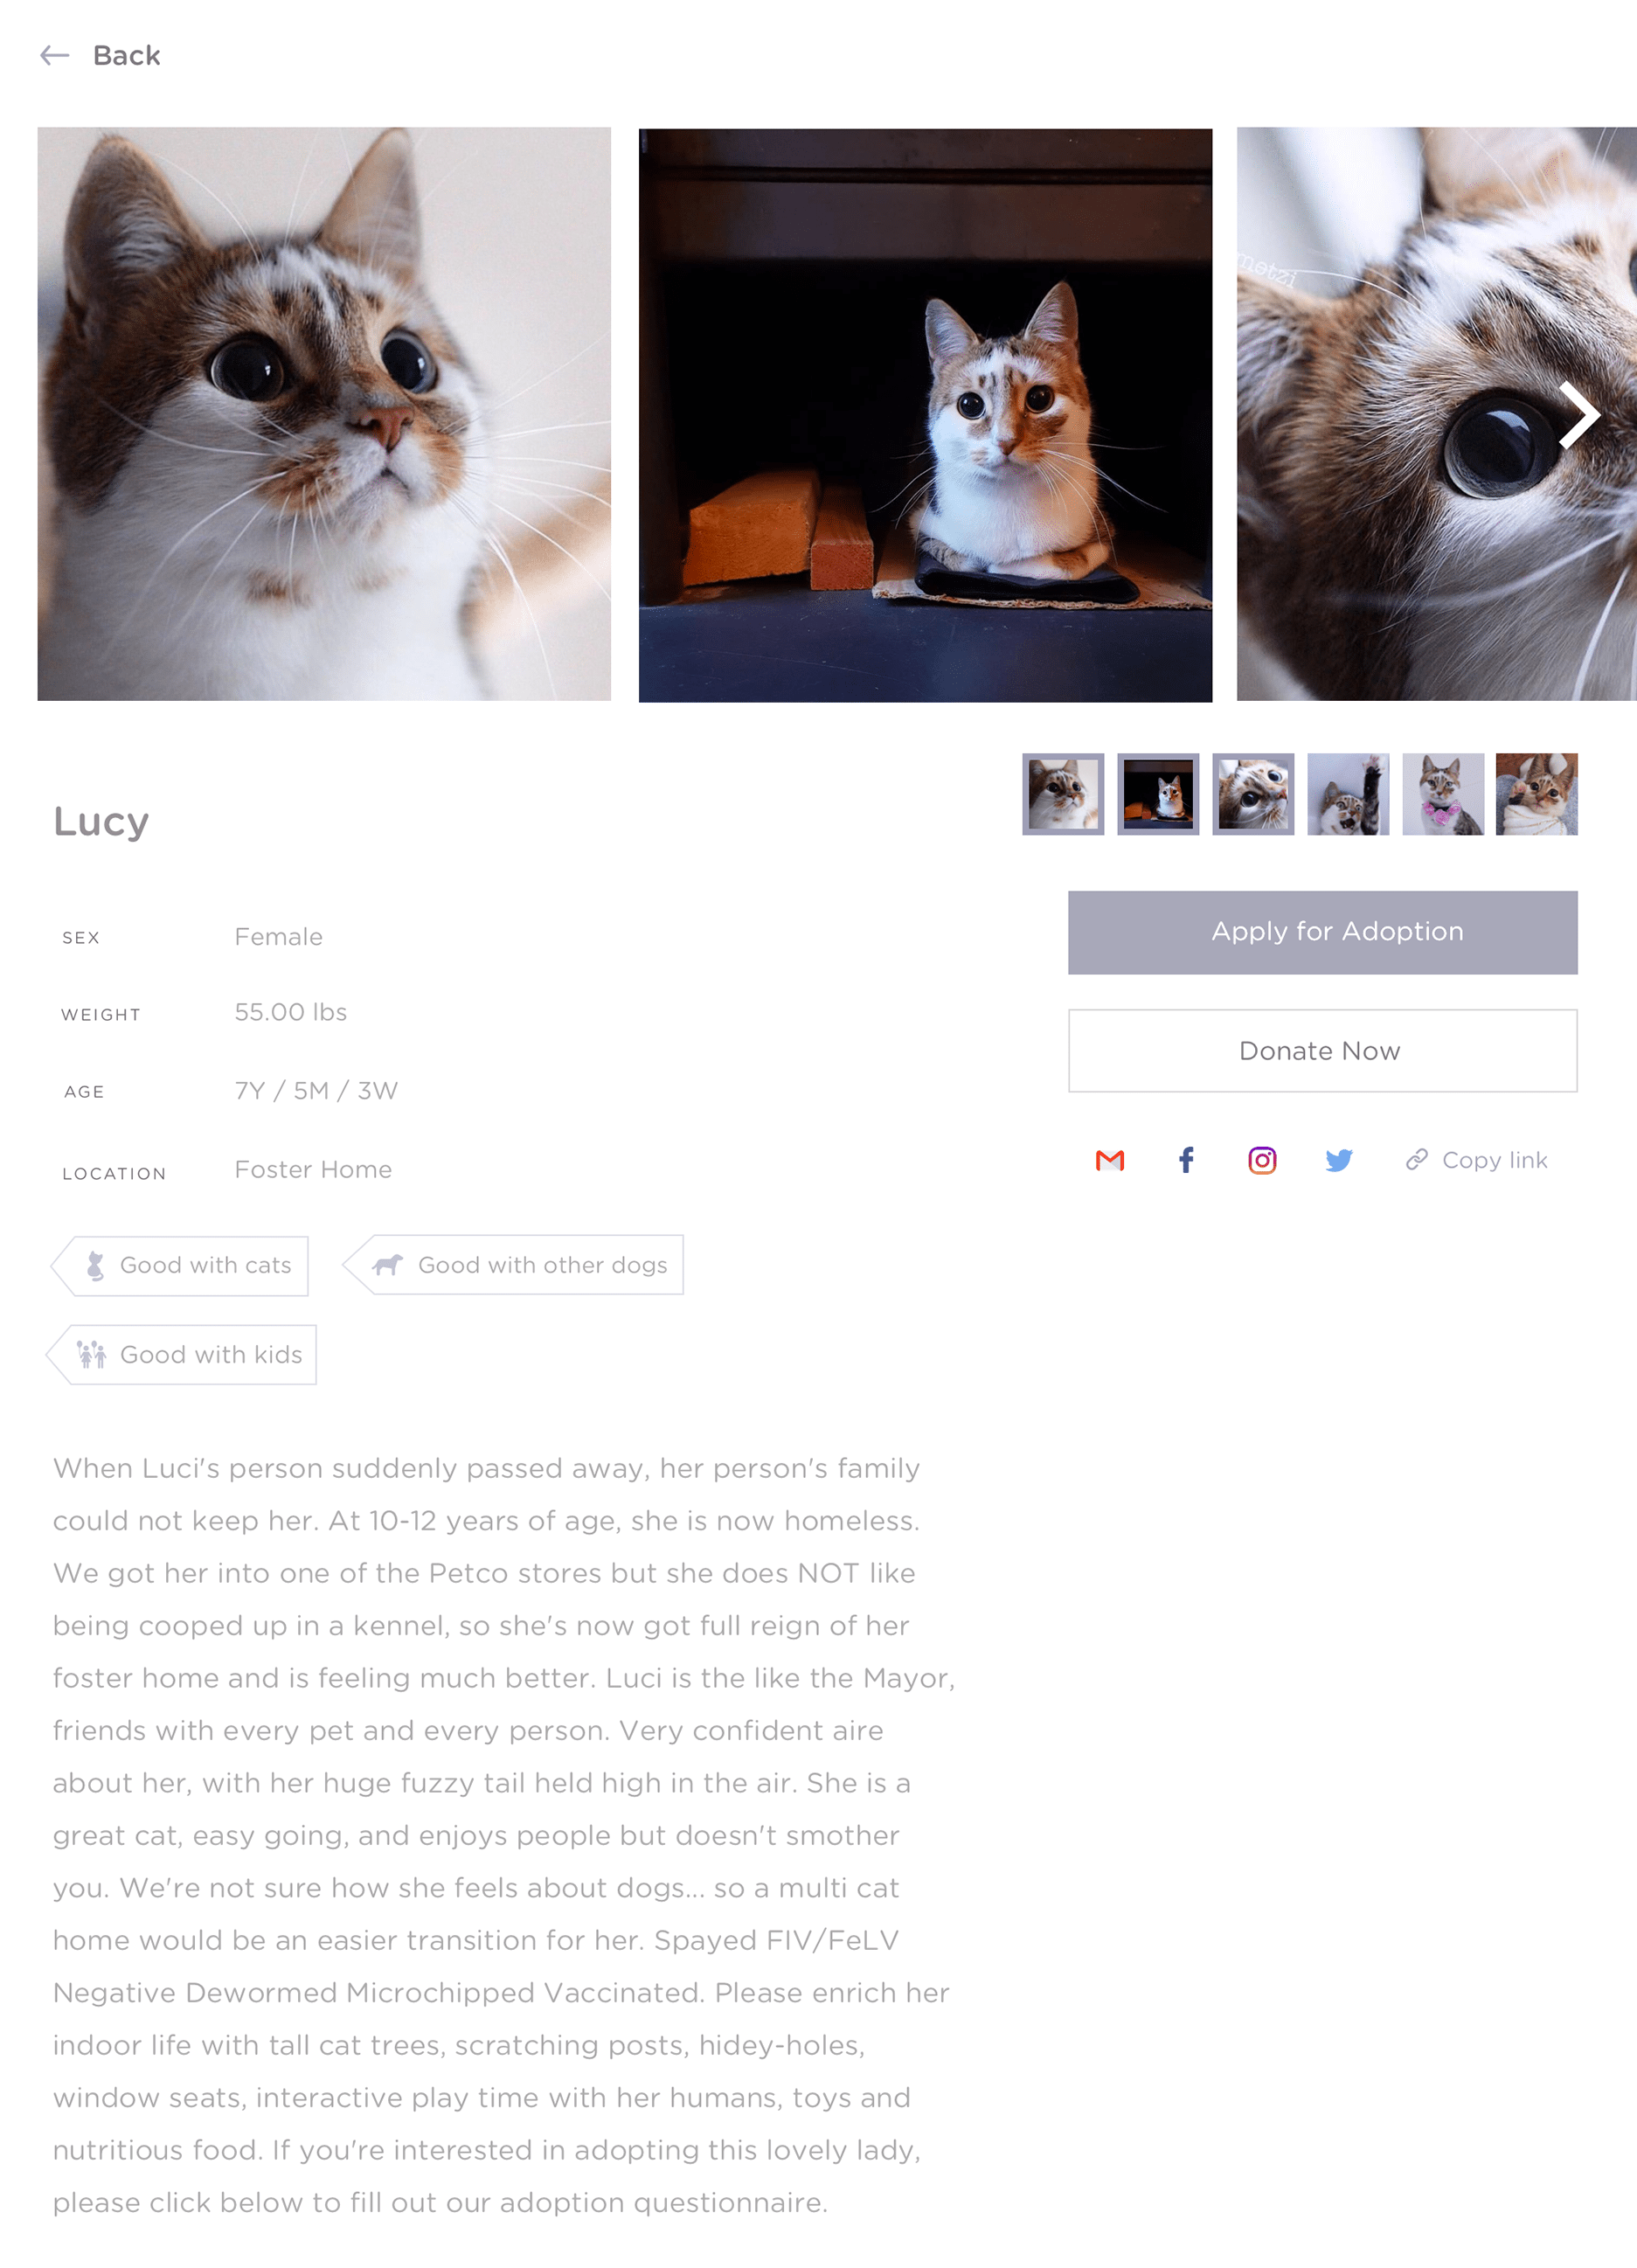 Back
metzi
Lucy
SEX Female
WEIGHT 55.00 lbs
AGE 7Y / 5M / 3W
LOCATION Foster Home
Apply for Adoption
Donate Now
Copy link
Good with cats
Good with other dogs
Good with kids
When Luci's person suddenly passed away, her person's family
could not keep her. At 10-12 years of age, she is now homeless.
We got her into one of the Petco stores but she does NOT like
being cooped up in a kennel, so she's now got full reign of her
foster home and is feeling much better. Luci is the like the Mayor,
friends with every pet and every person. Very confident aire
about her, with her huge fuzzy tail held high in the air. She is a
great cat, easy going, and enjoys people but doesn't smother
you. We're not sure how she feels about dogs... so a multi cat
home would be an easier transition for her. Spayed FIV/FeLV
Negative Dewormed Microchipped Vaccinated. Please enrich her
indoor life with tall cat trees, scratching posts, hidey-holes,
window seats, interactive play time with her humans, toys and
nutritious food. If you're interested in adopting this lovely lady,
please click below to fill out our adoption questionnaire.